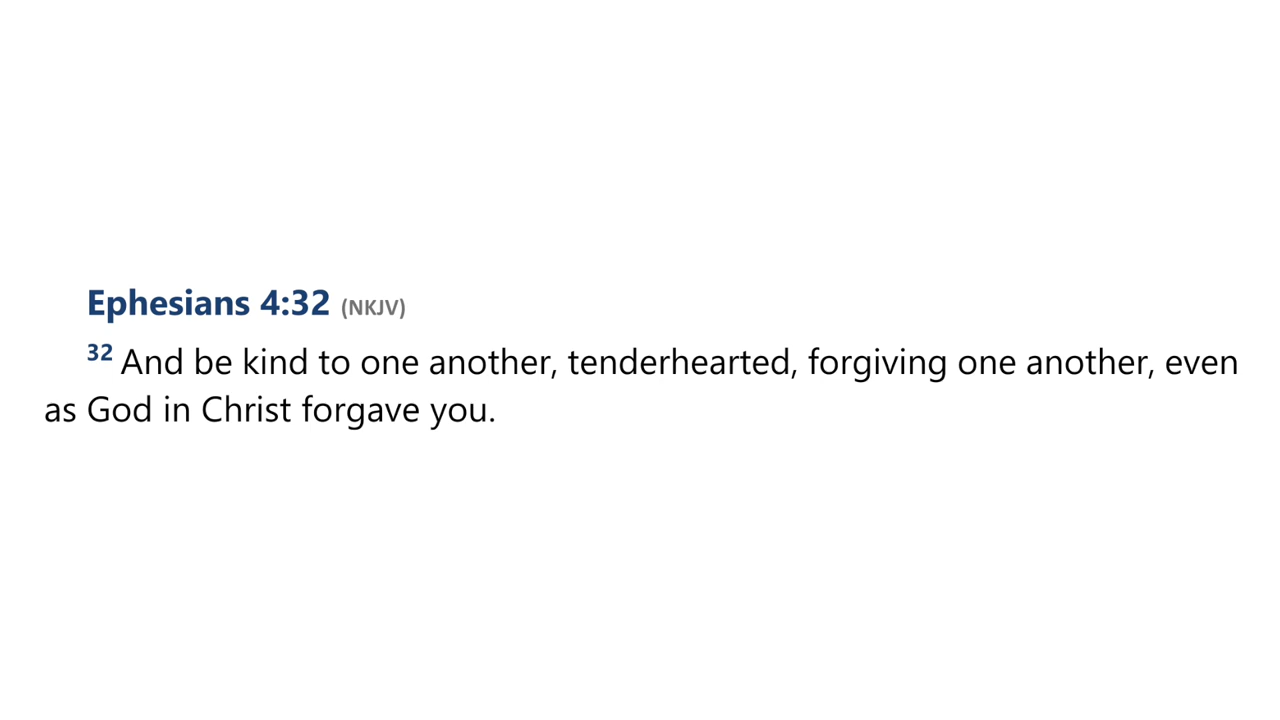 Ephesians 4:32 (NKJV)
32 And be kind to one another, tenderhearted, forgiving one another, even
as God in Christ forgave you.